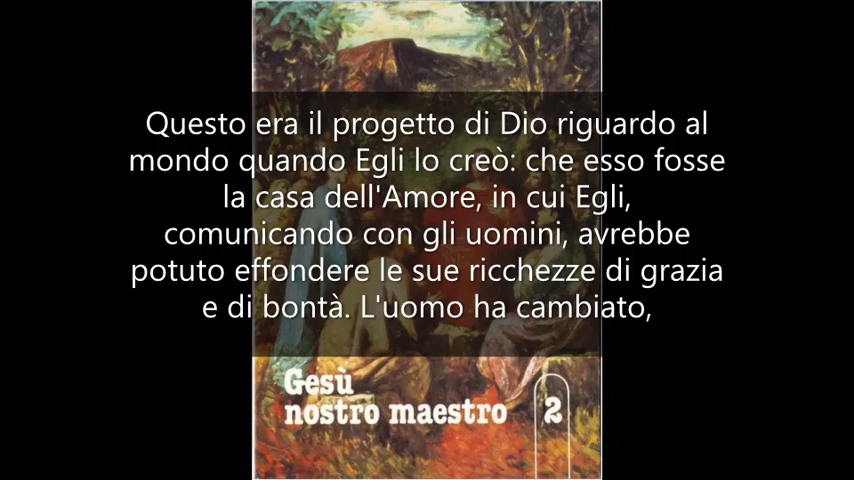 Questo era il progetto di Dio riguardo al
mondo quando Egli lo creò: che esso fosse
la casa dell'Amore, in cui Egli,
comunicando con gli uomini, avrebbe
potuto effondere le sue ricchezze di grazia
e di bontà. L'uomo ha cambiato,
Gesù
nostro maestro
2